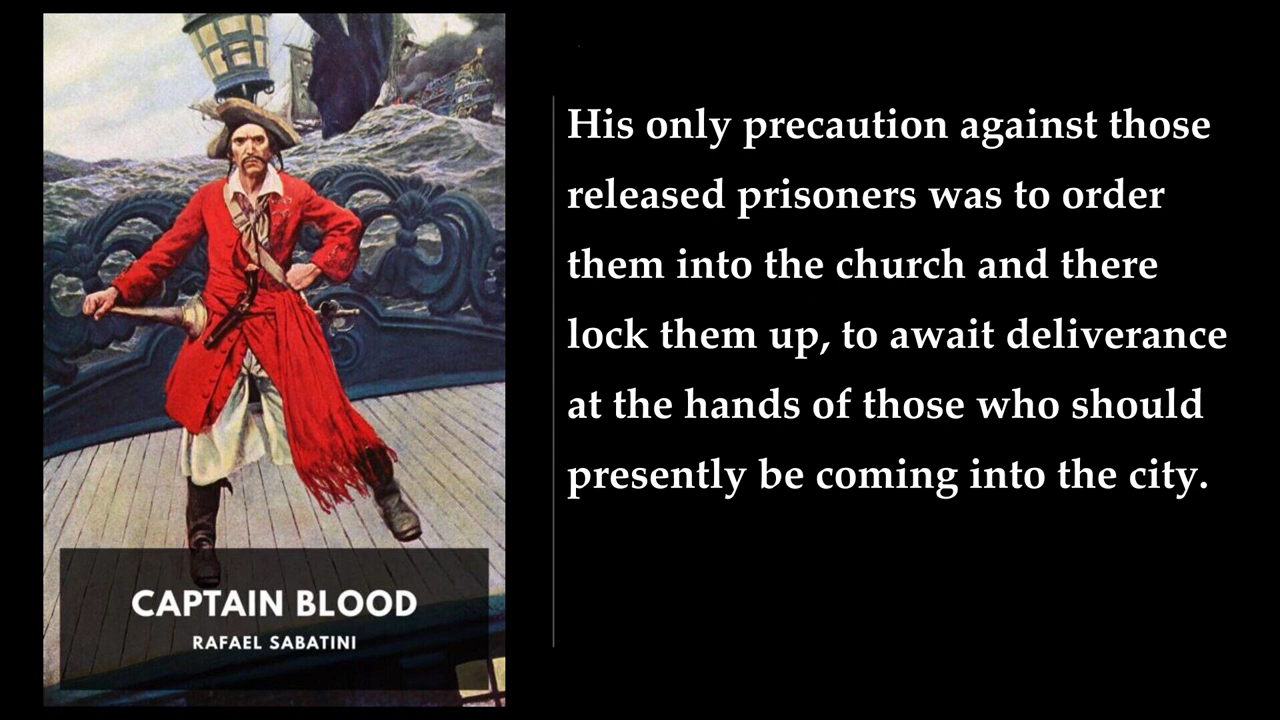 CAPTAIN BLOOD
RAFAEL SABATINI
His only precaution against those
released prisoners was to order
them into the church and there
lock them up, to await deliverance
at the hands of those who should
presently be coming into the city.